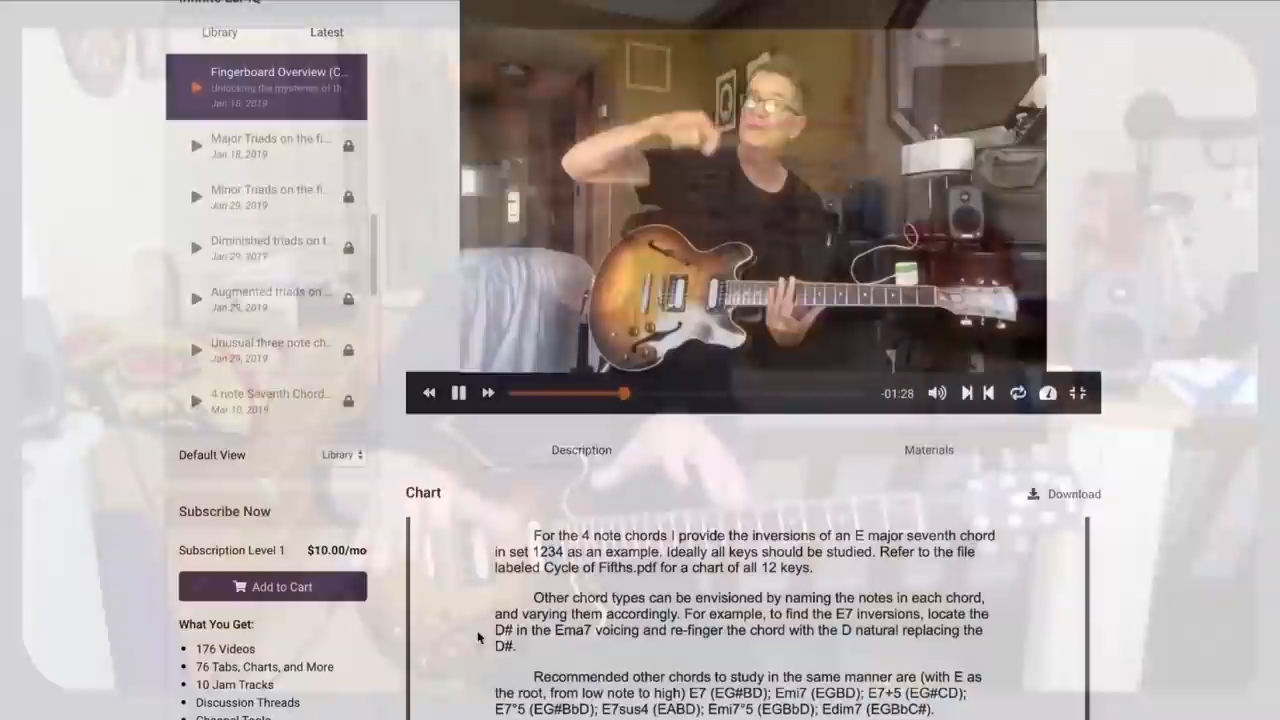 Library
Latest
Fingerboard Overview (C...
Unlocking the mysteries of th
Jan 15, 2019
Major Triads on the fi...
Jan 18, 2019
Minor Triads on the fi...
Jan 29, 2019
Diminished triads on t...
Jan 29, 2019
Augmented triads on ...
Jan 29, 2019
Unusual three note ch...
Jan 29, 2019
4 note Seventh Chord...
Mar 10, 2019
Default View
Library
Subscribe Now
Subscription Level 1 $10.00/mo
Add to Cart
What You Get:
• 176 Videos
• 76 Tabs, Charts, and More
• 10 Jam Tracks
• Discussion Threads
-01:28
Description
Materials
Chart
Download
For the 4 note chords I provide the inversions of an E major seventh chord
in set 1234 as an example. Ideally all keys should be studied. Refer to the file
labeled Cycle of Fifths.pdf for a chart of all 12 keys.
Other chord types can be envisioned by naming the notes in each chord,
and varying them accordingly. For example, to find the E7 inversions, locate the
D# in the Ema7 voicing and re-finger the chord with the D natural replacing the
D#.
Recommended other chords to study in the same manner are (with E as
the root, from low note to high) E7 (EG#BD); Emi7 (EGBD); E7+5 (EG#CD);
E7°5 (EG#BbD); E7sus4 (EABD); Emi7°5 (EGBbD); Edim7 (EGBbC#).